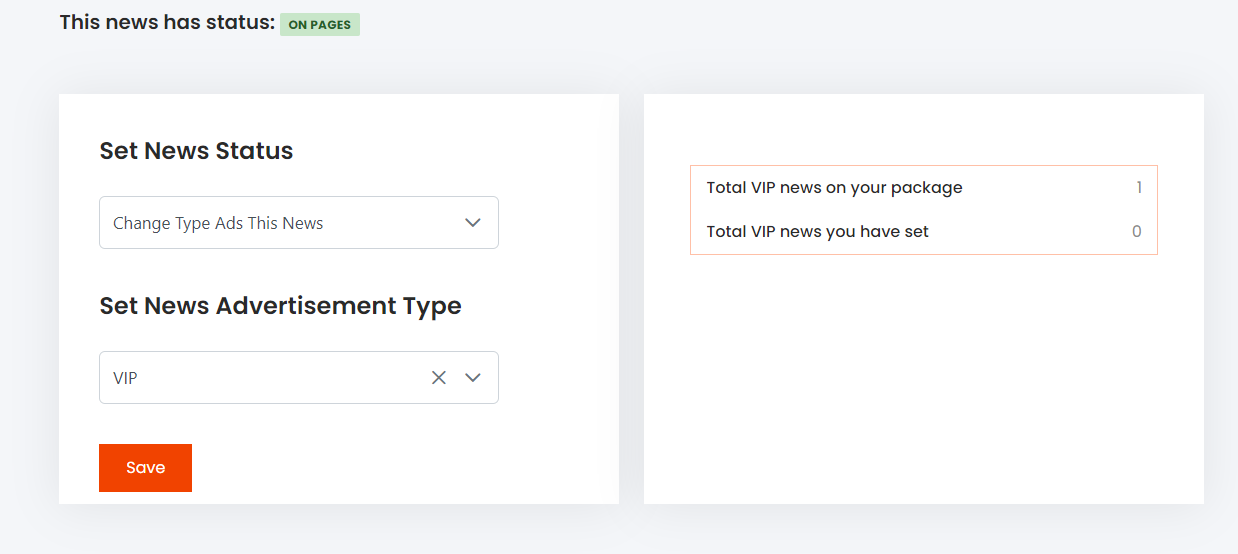 This news has status: ON PAGES
Set News Status
Change Type Ads This News
Set News Advertisement Type
VIP
Save
Total VIP news on your package 1
Total VIP news you have set 0